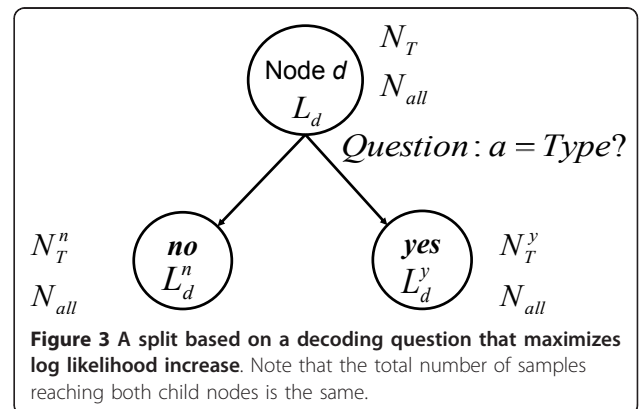 N_T
Node d
N_all
L_d
Question: a = Type?
N_T^n
no
yes
N_T^y
L_d^n
L_d^y
N_all
N_all
Figure 3 A split based on a decoding question that maximizes
log likelihood increase. Note that the total number of samples
reaching both child nodes is the same.